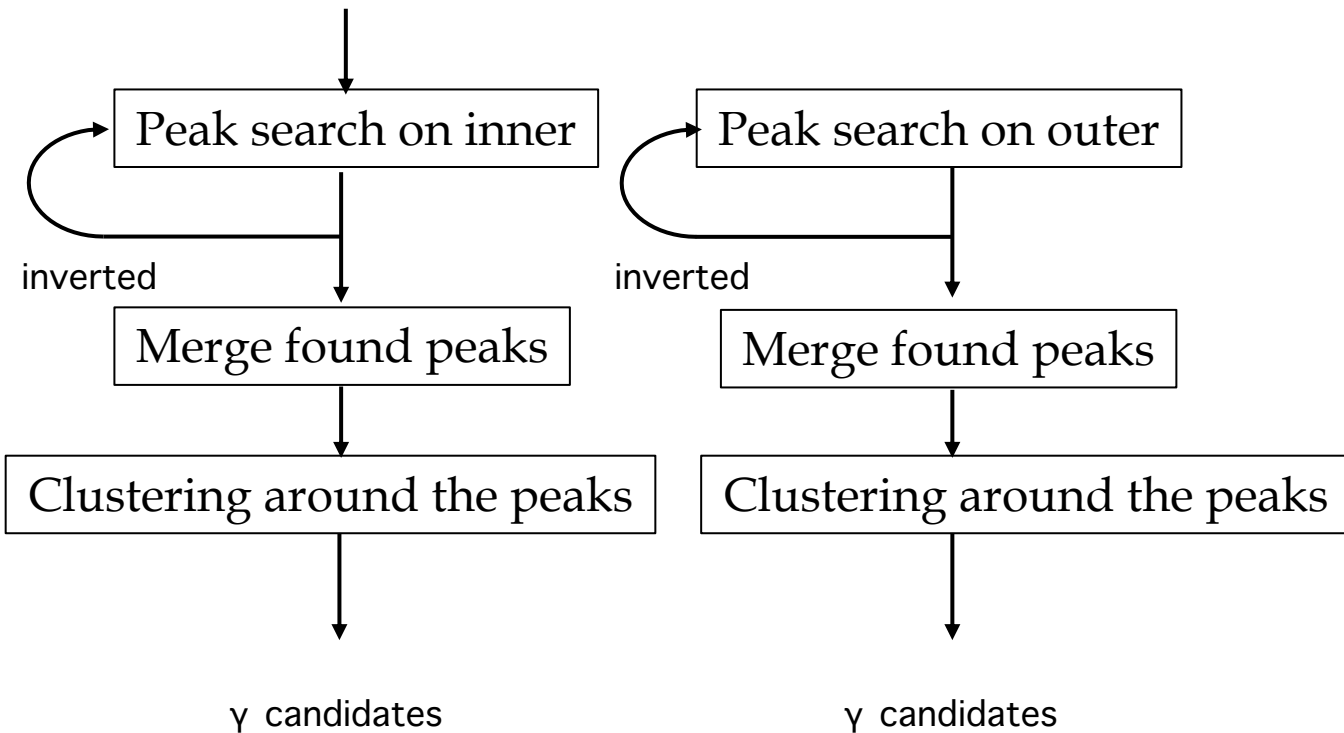 Peak search on inner
inverted
Merge found peaks
Clustering around the peaks
γ candidates
Peak search on outer
inverted
Merge found peaks
Clustering around the peaks
γ candidates